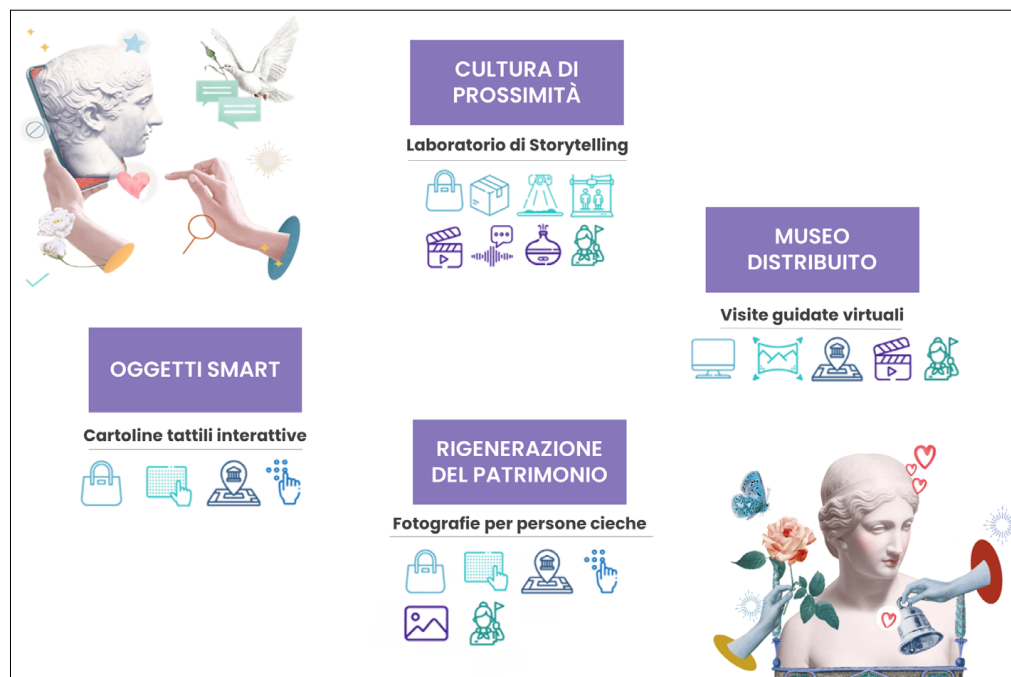 CULTURA DI
PROSSIMITÀ
Laboratorio di Storytelling
MUSEO
DISTRIBUITO
Visite guidate virtuali
OGGETTI SMART
Cartoline tattili interattive
RIGENERAZIONE
DEL PATRIMONIO
Fotografie per persone cieche